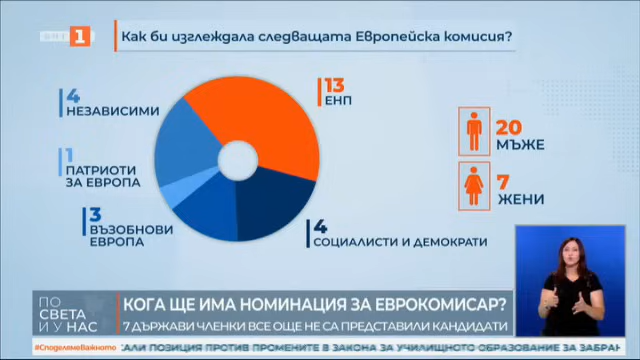 БНТ 1
Как би изглеждала следващата Европейска комисия?
4
НЕЗАВИСИМИ
13
ЕНП
1
ПАТРИОТИ
ЗА ЕВРОПА
20
МЪЖЕ
7
ЖЕНИ
3
ВЪЗОБНОВИ
ЕВРОПА
4
СОЦИАЛИСТИ И ДЕМОКРАТИ
ПО
СВЕТА
И У НАС
КОГА ЩЕ ИМА НОМИНАЦИЯ ЗА ЕВРОКОМИСАР?
7 ДЪРЖАВИ ЧЛЕНКИ ВСЕ ОЩЕ НЕ СА ПРЕДСТАВИЛИ КАНДИДАТИ
#СподелямеВажното
САЛИ ПОЗИЦИЯ ПРОТИВ ПРОМЕНИТЕ В ЗАКОНА ЗА УЧИЛИЩНОТО ОБРАЗОВАНИЕ ЗА ЗАБРАН